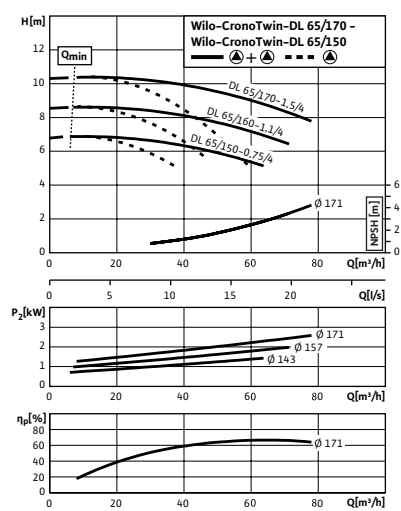 H[m]
Wilo-CronoTwin-DL 65/170 -
Wilo-CronoTwin-DL 65/150
+
12
10
8
6
4
2
0
Qmin
DL 65/170-1,5/4
DL 65/160-1,1/4
DL 65/150-0,75/4
Ø 171
6
4
2
0
NPSH [m]
0 20 40 60 80 Q[m³/h]
0 5 10 15 20 Q[l/s]
P₂[kW]
3
2
1
0
Ø 171
Ø 157
Ø 143
0 20 40 60 80 Q[m³/h]
ηp[%]
80
60
40
20
0
Ø 171
0 20 40 60 80 Q[m³/h]